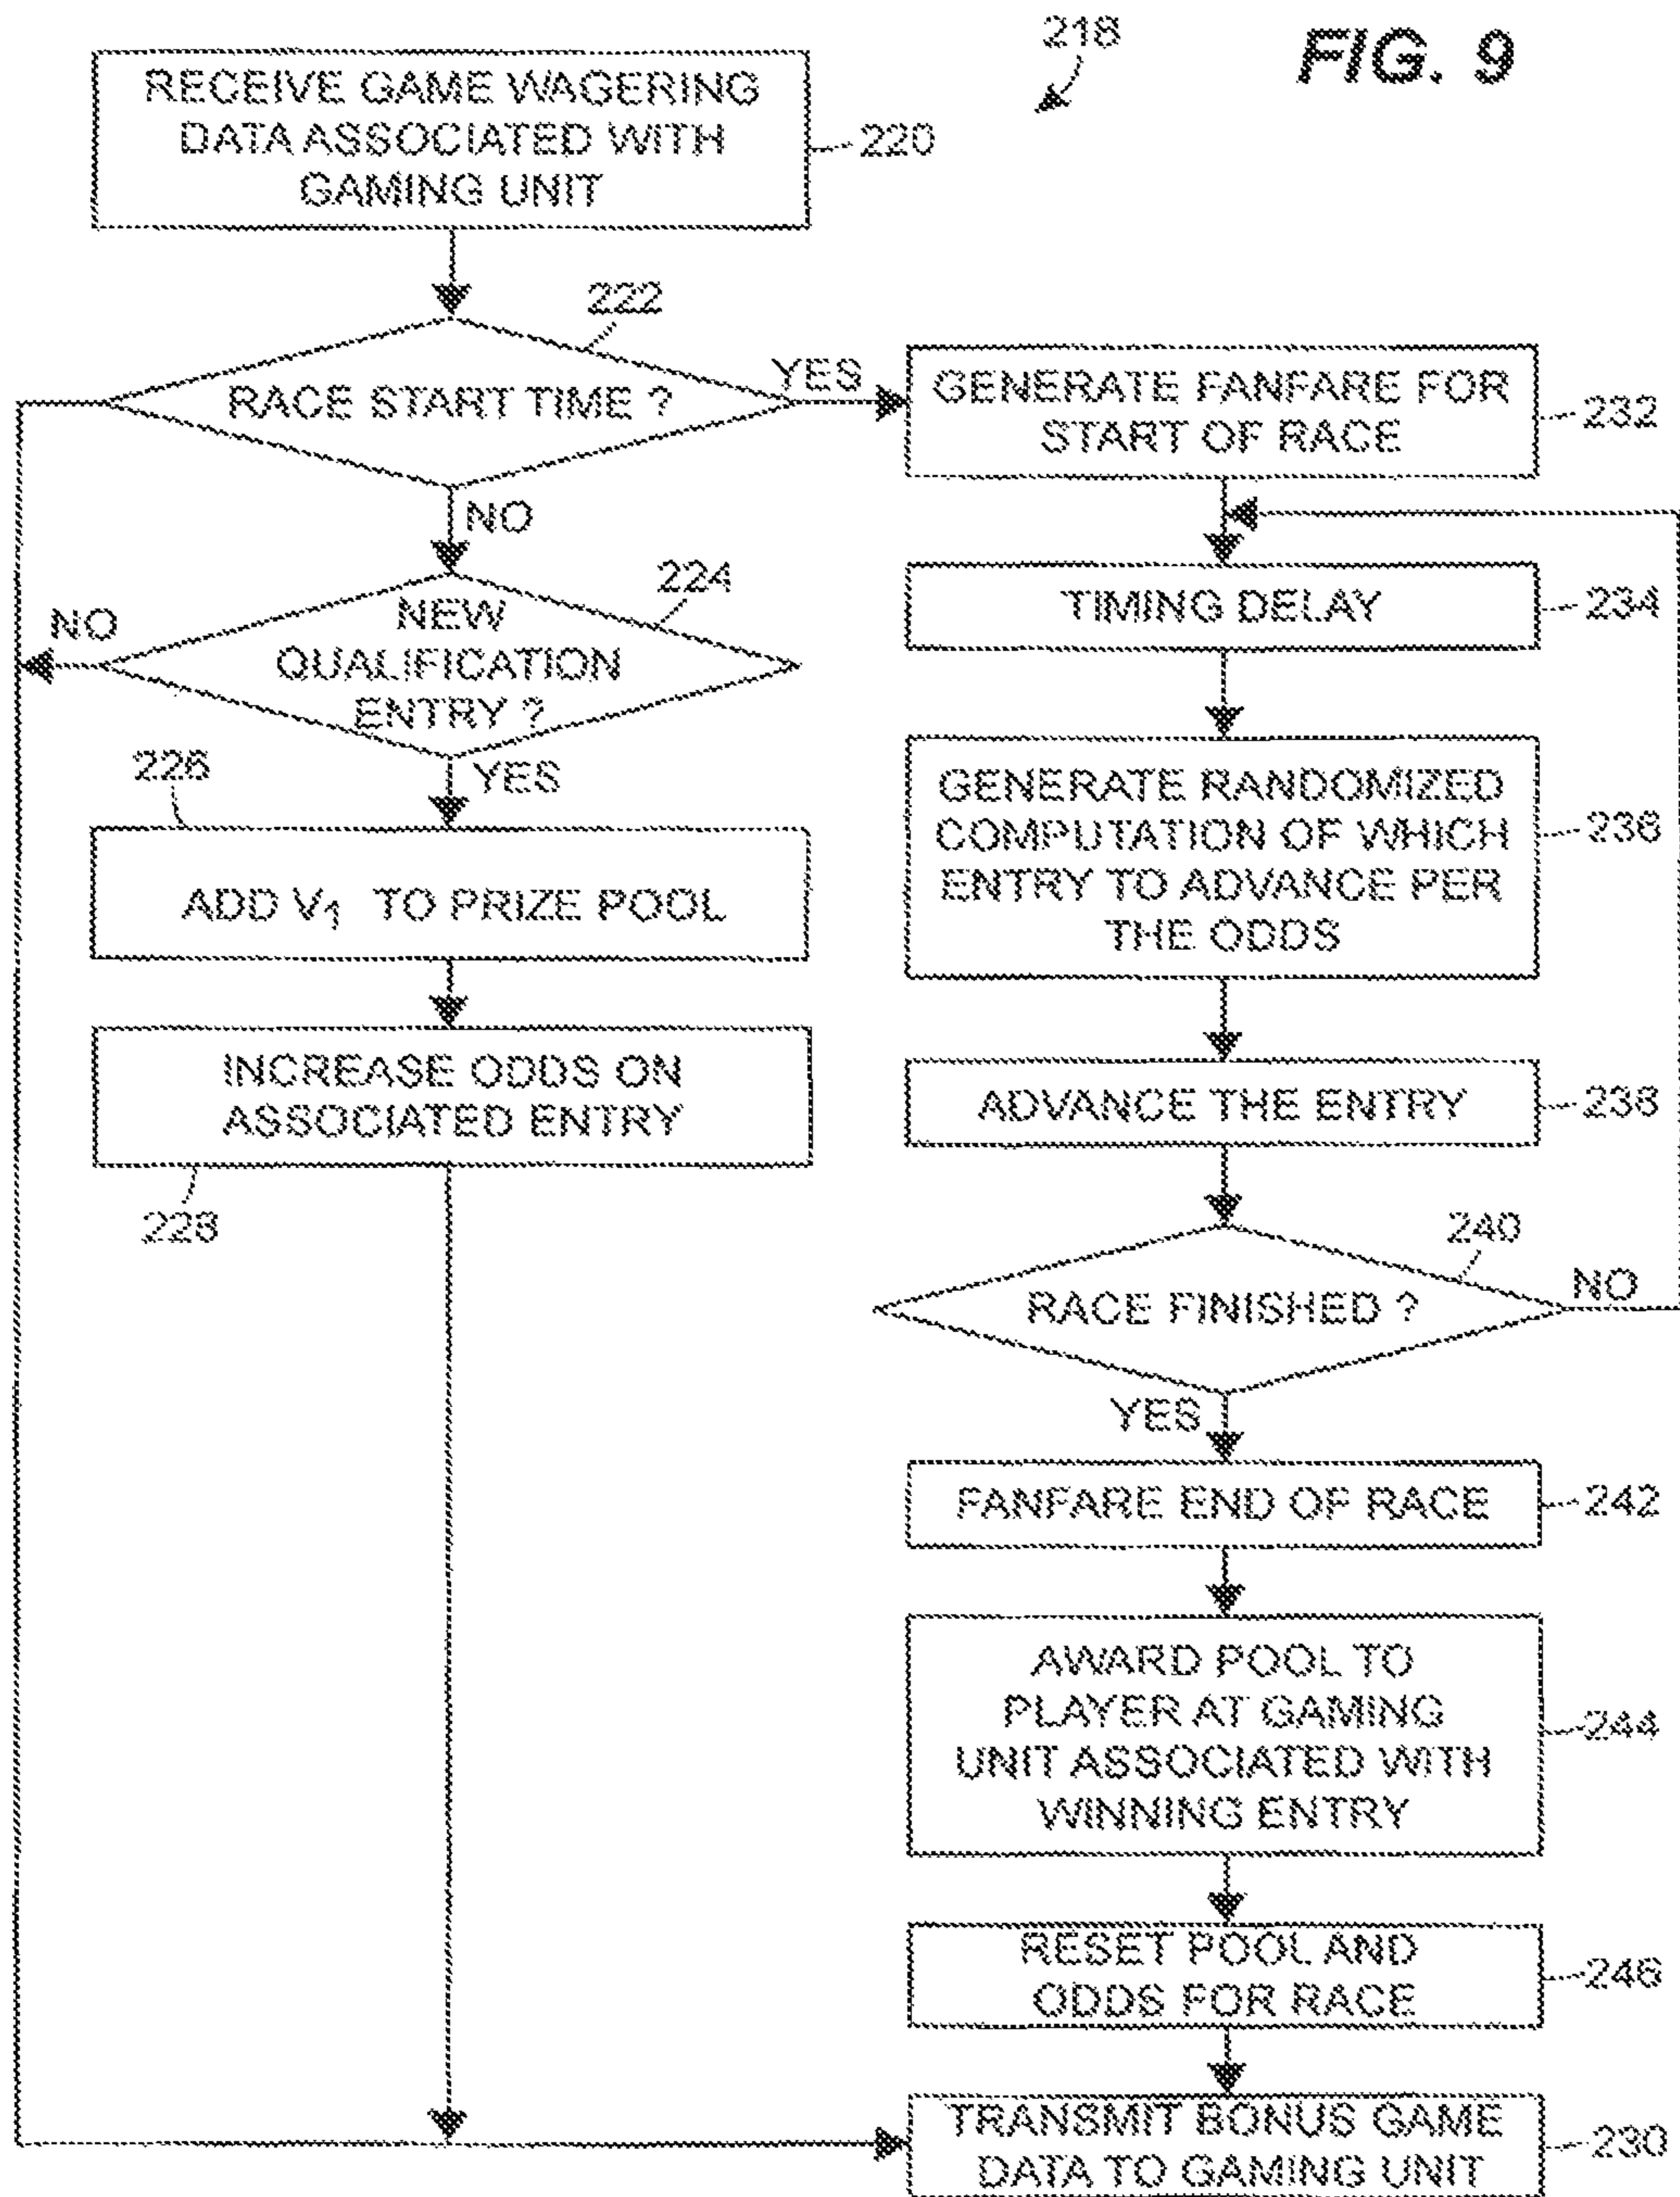 218
FIG. 9
RECEIVE GAME WAGERING
DATA ASSOCIATED WITH
GAMING UNIT
220
222
RACE START TIME ?
YES
NO
GENERATE FANFARE FOR
START OF RACE
232
224
NEW
QUALIFICATION
ENTRY ?
NO
YES
TIMING DELAY
234
226
ADD V1 TO PRIZE POOL
GENERATE RANDOMIZED
COMPUTATION OF WHICH
ENTRY TO ADVANCE PER
THE ODDS
236
INCREASE ODDS ON
ASSOCIATED ENTRY
228
ADVANCE THE ENTRY
238
240
RACE FINISHED ?
NO
YES
FANFARE END OF RACE
242
AWARD POOL TO
PLAYER AT GAMING
UNIT ASSOCIATED WITH
WINNING ENTRY
244
RESET POOL AND
ODDS FOR RACE
246
TRANSMIT BONUS GAME
DATA TO GAMING UNIT
230